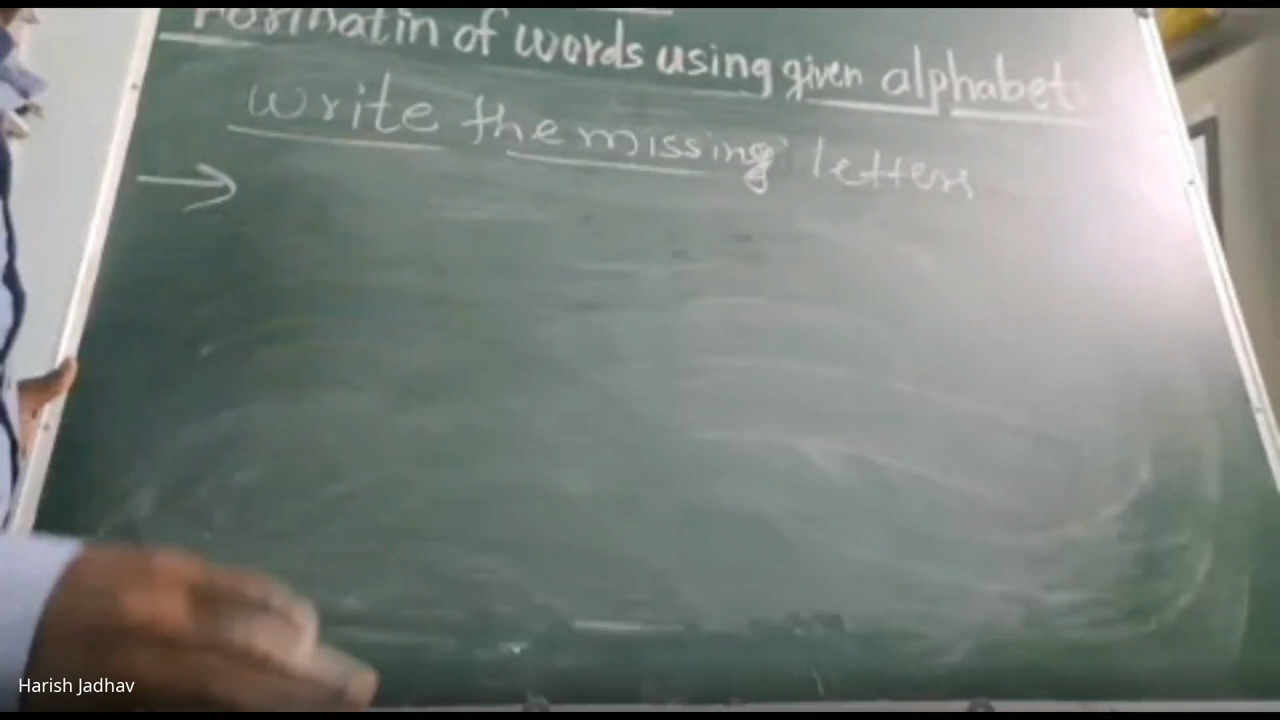 Formatin of words using given alphabet
write the missing letters
→
Harish Jadhav